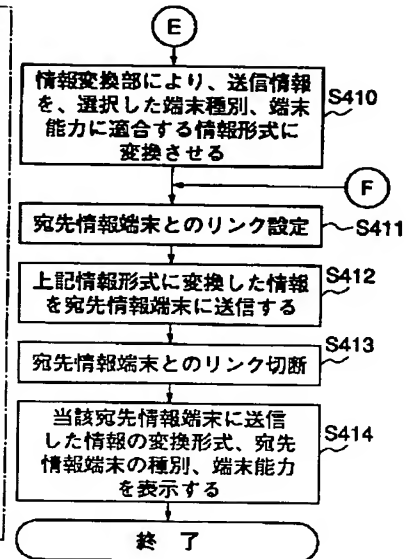 E
情報変換部により、送信情報
を、選択した端末種別、端末
能力に適合する情報形式に
変換させる
S410
F
宛先情報端末とのリンク設定
S411
上記情報形式に変換した情報
を宛先情報端末に送信する
S412
宛先情報端末とのリンク切断
S413
当該宛先情報端末に送信
した情報の変換形式、宛先
情報端末の種別、端末能力
を表示する
S414
終了